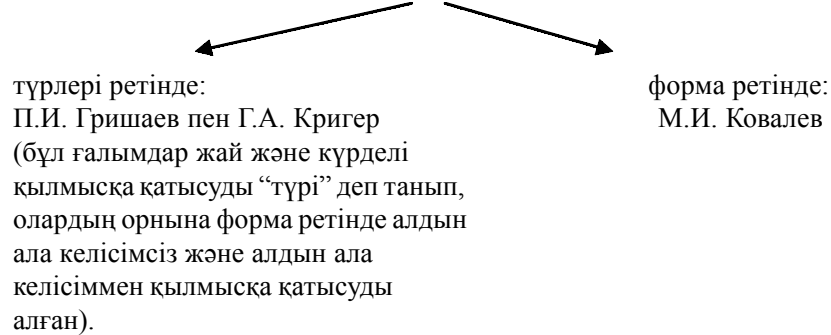 түрлері ретінде:
П.И. Гришаев пен Г.А. Кригер
(бұл ғалымдар жай және күрделі
қылмысқа қатысуды “түрі” деп танып,
олардың орнына форма ретінде алдын
ала келісімсіз және алдын ала
келісіммен қылмысқа қатысуды
алған).
форма ретінде:
М.И. Ковалев